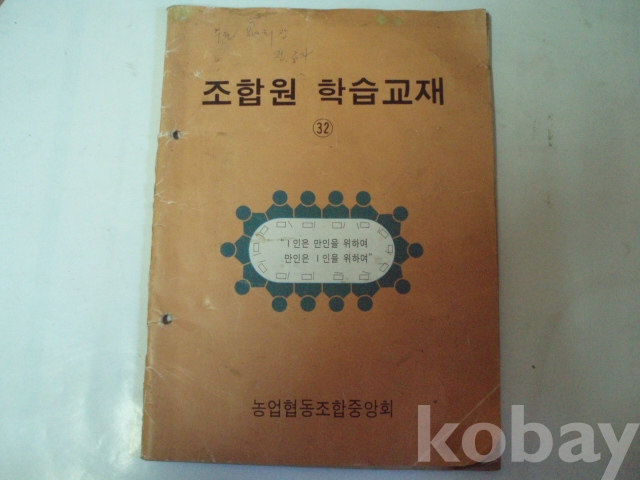 조합원 학습교재
㉜
"1인은 만인을 위하여
만인은 1인을 위하여"
농업협동조합중앙회
kobay